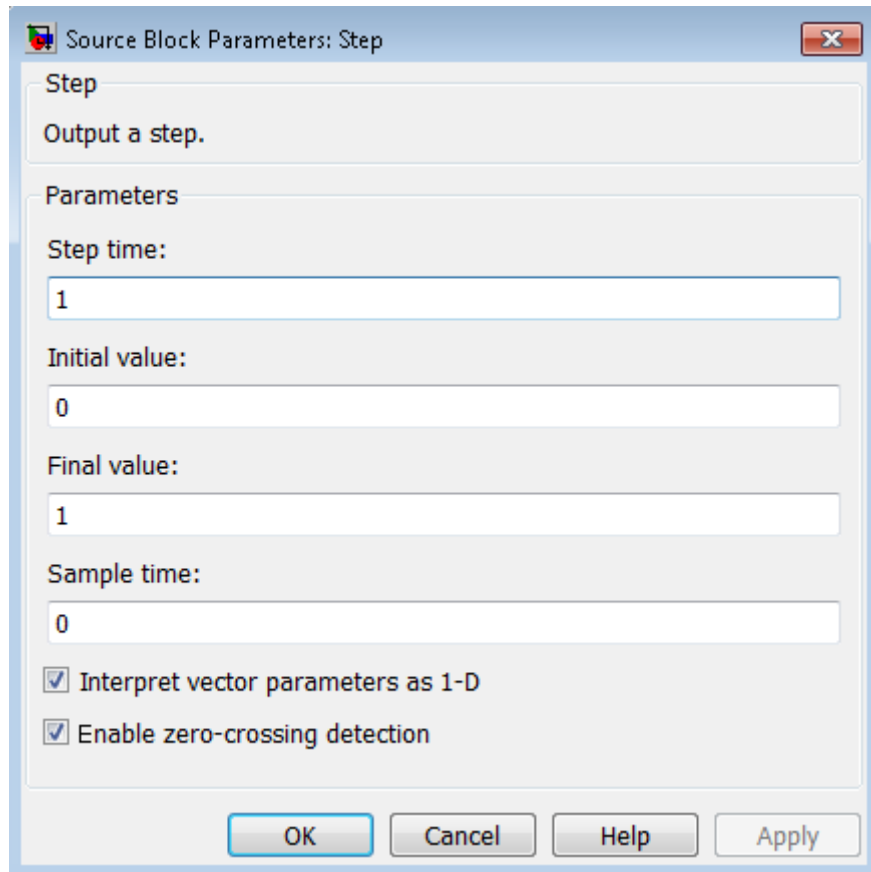 Source Block Parameters: Step
Step
Output a step.
Parameters
Step time:
1
Initial value:
0
Final value:
1
Sample time:
0
Interpret vector parameters as 1-D
Enable zero-crossing detection
OK Cancel Help Apply